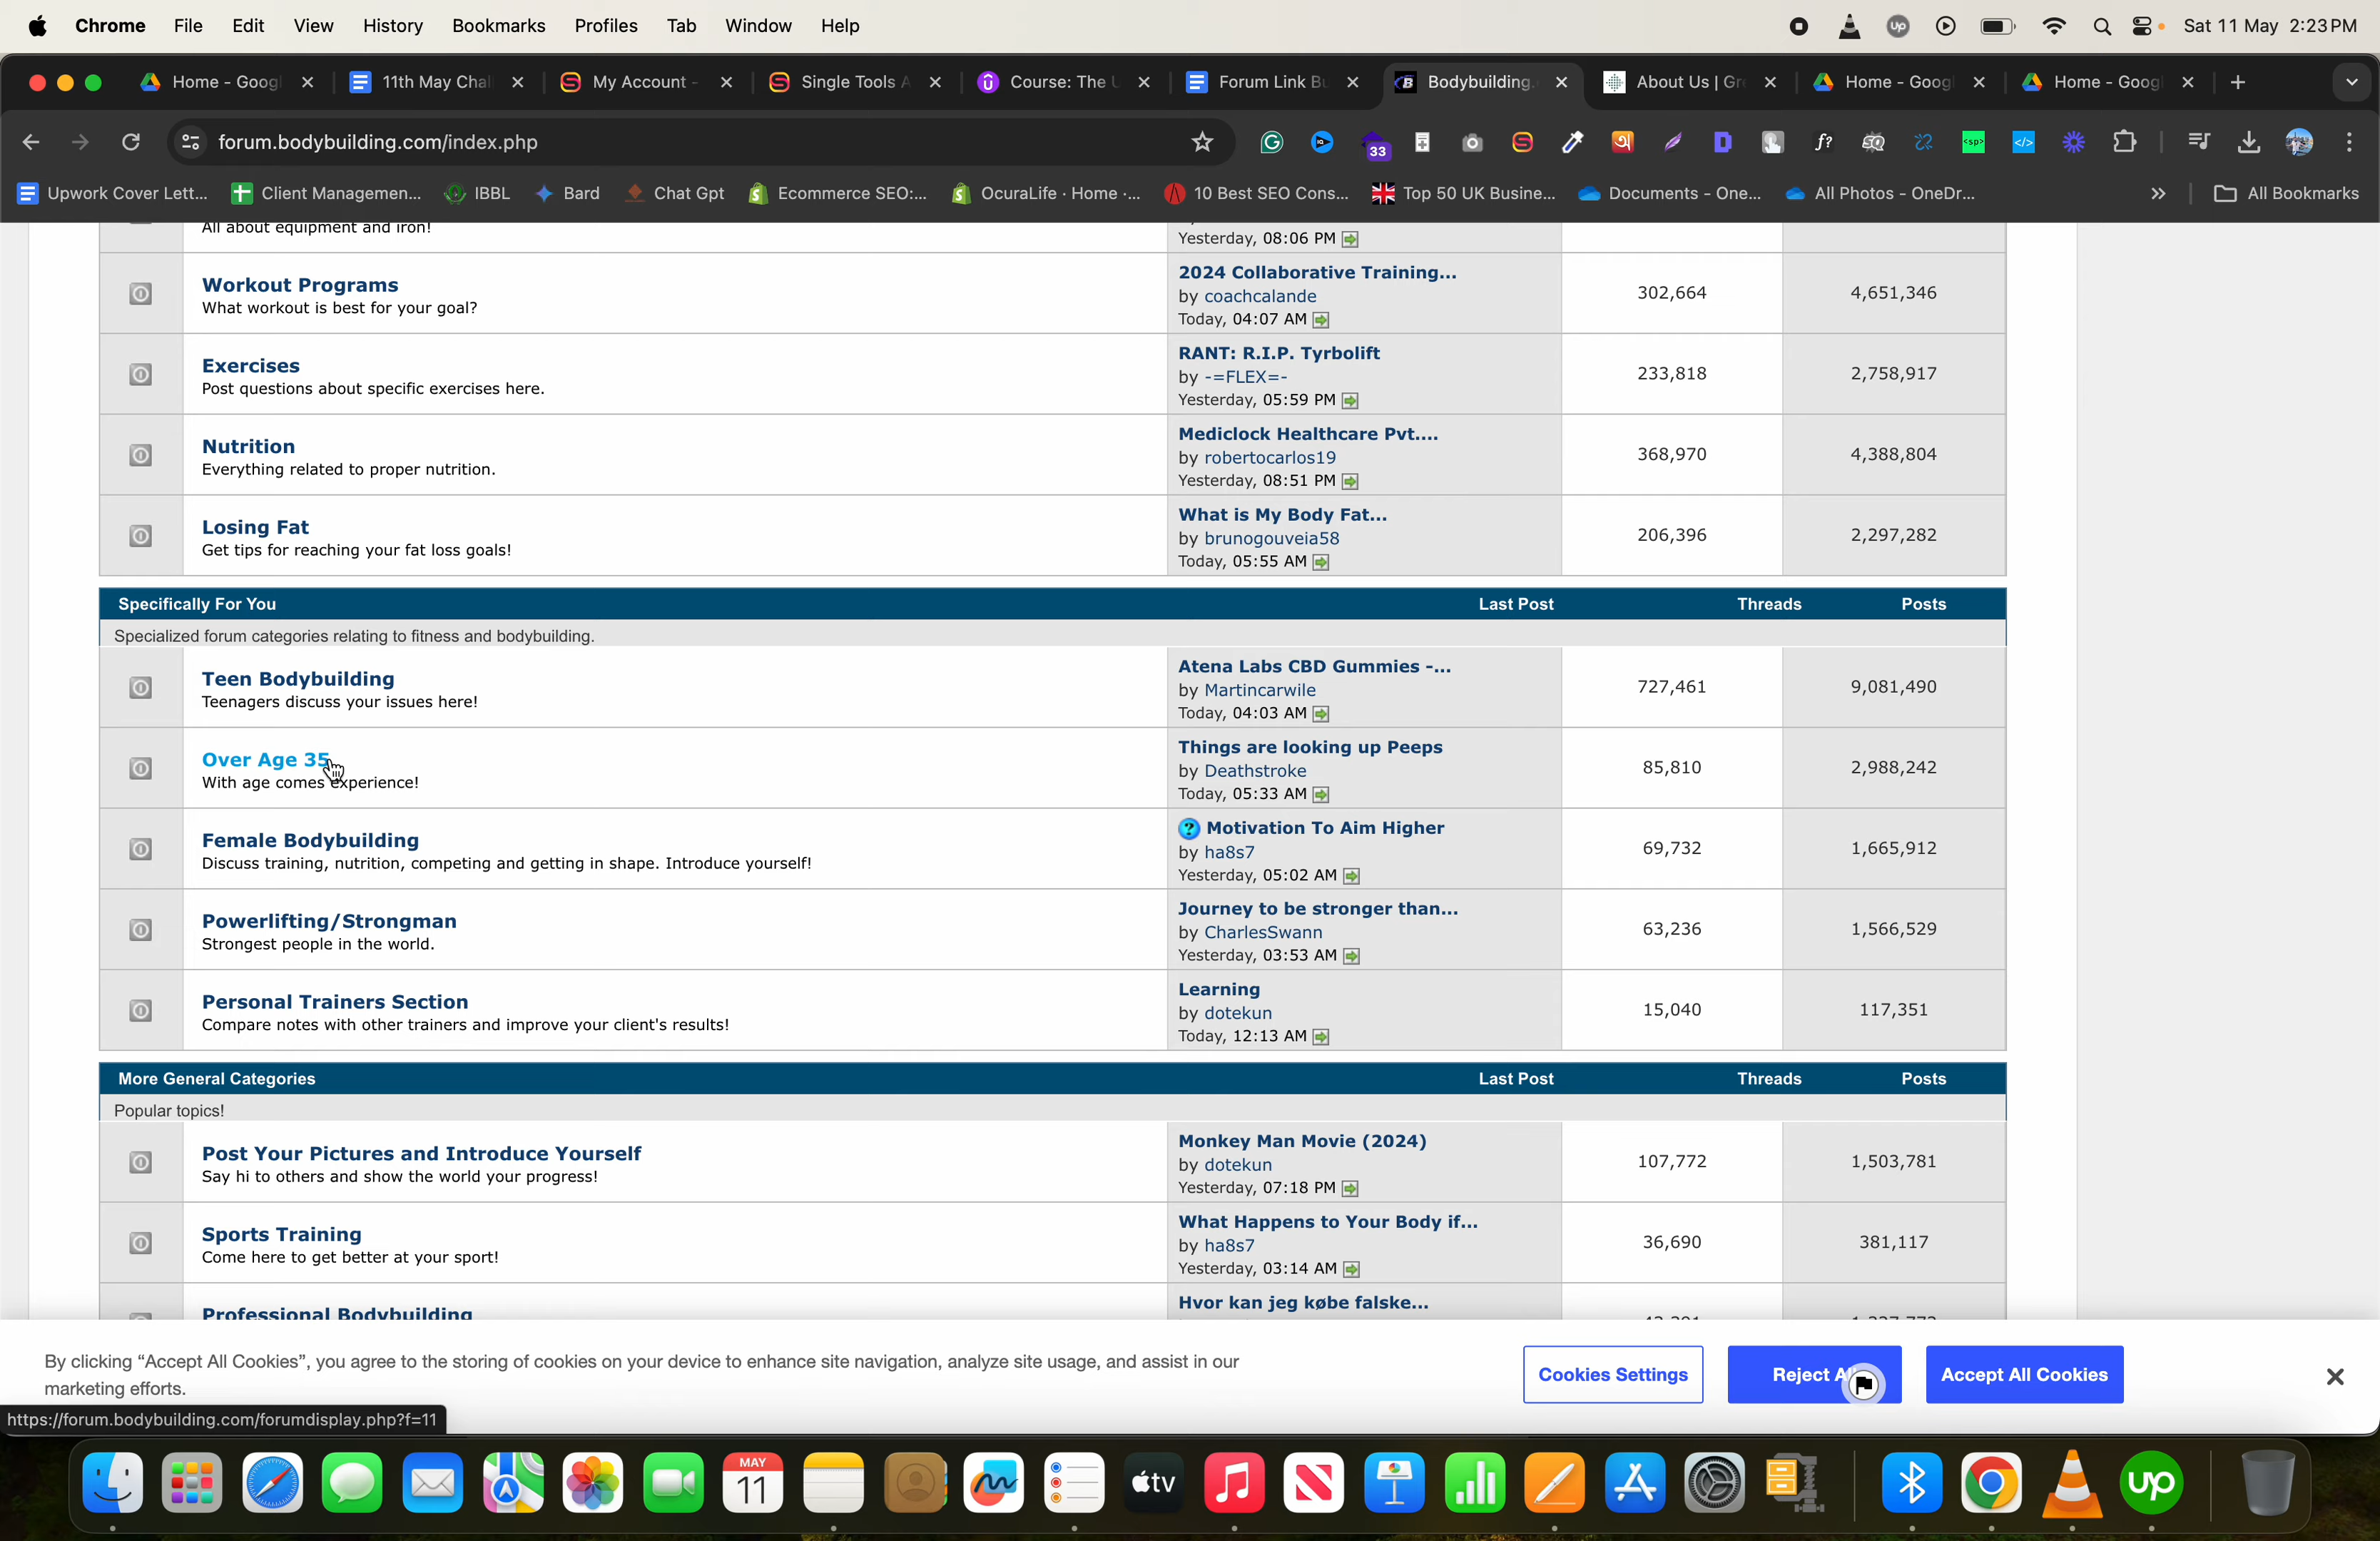 Chrome File Edit View History Bookmarks Profiles Tab Window Help
Sat 11 May 2:23 PM
Home - Goog
11th May Chal
My Account -
Single Tools A
Course: The U
Forum Link Bu
Bodybuilding.
About Us | Gre
Home - Goog
Home - Goog
forum.bodybuilding.com/index.php
33
Upwork Cover Lett...
Client Managemen...
IBBL
Bard
Chat Gpt
Ecommerce SEO:...
OcuraLife · Home ·...
10 Best SEO Cons...
Top 50 UK Busine...
Documents - One...
All Photos - OneDr...
All Bookmarks
All about equipment and iron!
Yesterday, 08:06 PM
Workout Programs
What workout is best for your goal?
2024 Collaborative Training...
by coachcalande
Today, 04:07 AM
302,664
4,651,346
Exercises
Post questions about specific exercises here.
RANT: R.I.P. Tyrbolift
by -=FLEX=-
Yesterday, 05:59 PM
233,818
2,758,917
Nutrition
Everything related to proper nutrition.
Mediclock Healthcare Pvt....
by robertocarlos19
Yesterday, 08:51 PM
368,970
4,388,804
Losing Fat
Get tips for reaching your fat loss goals!
What is My Body Fat...
by brunogouveia58
Today, 05:55 AM
206,396
2,297,282
Specifically For You
Last Post
Threads
Posts
Specialized forum categories relating to fitness and bodybuilding.
Teen Bodybuilding
Teenagers discuss your issues here!
Atena Labs CBD Gummies -...
by Martincarwile
Today, 04:03 AM
727,461
9,081,490
Over Age 35
With age comes experience!
Things are looking up Peeps
by Deathstroke
Today, 05:33 AM
85,810
2,988,242
Female Bodybuilding
Discuss training, nutrition, competing and getting in shape. Introduce yourself!
Motivation To Aim Higher
by ha8s7
Yesterday, 05:02 AM
69,732
1,665,912
Powerlifting/Strongman
Strongest people in the world.
Journey to be stronger than...
by CharlesSwann
Yesterday, 03:53 AM
63,236
1,566,529
Personal Trainers Section
Compare notes with other trainers and improve your client's results!
Learning
by dotekun
Today, 12:13 AM
15,040
117,351
More General Categories
Last Post
Threads
Posts
Popular topics!
Post Your Pictures and Introduce Yourself
Say hi to others and show the world your progress!
Monkey Man Movie (2024)
by dotekun
Yesterday, 07:18 PM
107,772
1,503,781
Sports Training
Come here to get better at your sport!
What Happens to Your Body if...
by ha8s7
Yesterday, 03:14 AM
36,690
381,117
Professional Bodybuilding
Hvor kan jeg købe falske...
By clicking “Accept All Cookies”, you agree to the storing of cookies on your device to enhance site navigation, analyze site usage, and assist in our
marketing efforts.
Cookies Settings
Reject
Accept All Cookies
https://forum.bodybuilding.com/forumdisplay.php?f=11
MAY
11
tv
up